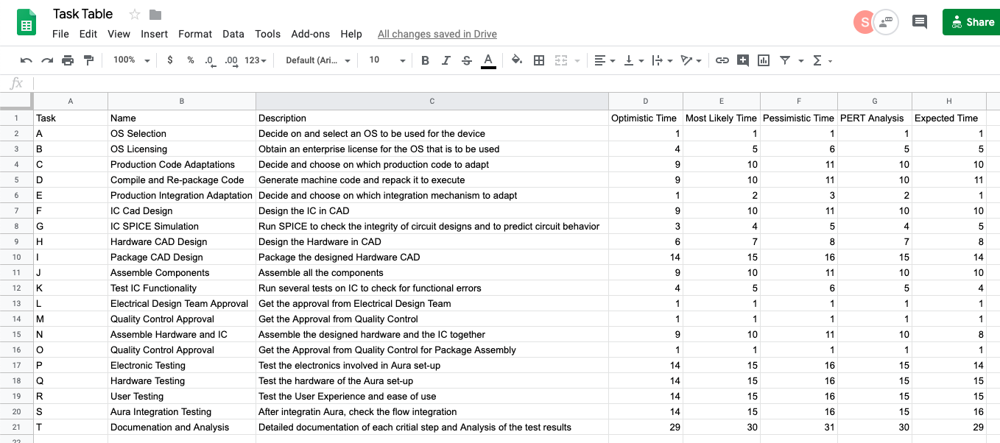 Task Table
File Edit View Insert Format Data Tools Add-ons Help All changes saved in Drive
S
Share
100% $ % .0 .00 123 Default (Ari... 10 B I S A Σ
fx
A B C D E F G H
1 Task Name Description Optimistic Time Most Likely Time Pessimistic Time PERT Analysis Expected Time
2 A OS Selection Decide on and select an OS to be used for the device 1 1 1 1 1
3 B OS Licensing Obtain an enterprise license for the OS that is to be used 4 5 6 5 5
4 C Production Code Adaptations Decide and choose on which production code to adapt 9 10 11 10 10
5 D Compile and Re-package Code Generate machine code and repack it to execute 9 10 11 10 11
6 E Production Integration Adaptation Decide and choose on which integration mechanism to adapt 1 2 3 2 1
7 F IC Cad Design Design the IC in CAD 9 10 11 10 10
8 G IC SPICE Simulation Run SPICE to check the integrity of circuit designs and to predict circuit behavior 3 4 5 4 5
9 H Hardware CAD Design Design the Hardware in CAD 6 7 8 7 8
10 I Package CAD Design Package the designed Hardware CAD 14 15 16 15 14
11 J Assemble Components Assemble all the components 9 10 11 10 10
12 K Test IC Functionality Run several tests on IC to check for functional errors 4 5 6 5 4
13 L Electrical Design Team Approval Get the approval from Electrical Design Team 1 1 1 1 1
14 M Quality Control Approval Get the Approval from Quality Control 1 1 1 1 1
15 N Assemble Hardware and IC Assemble the designed hardware and the IC together 9 10 11 10 8
16 O Quality Control Approval Get the Approval from Quality Control for Package Assembly 1 1 1 1 1
17 P Electronic Testing Test the electronics involved in Aura set-up 14 15 16 15 14
18 Q Hardware Testing Test the hardware of the Aura set-up 14 15 16 15 15
19 R User Testing Test the User Experience and ease of use 14 15 16 15 15
20 S Aura Integration Testing After integratin Aura, check the flow integration 14 15 16 15 16
21 T Documenation and Analysis Detailed documentation of each critial step and Analysis of the test results 29 30 31 30 29
22